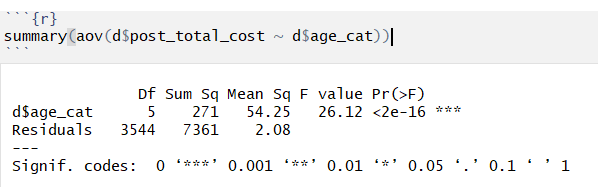 ```{r}
summary(aov(d$post_total_cost ~ d$age_cat))
```
              Df Sum Sq Mean Sq F value Pr(>F)
d$age_cat      5    271   54.25   26.12 <2e-16 ***
Residuals   3544   7361    2.08
---
Signif. codes:  0 ‘***’ 0.001 ‘**’ 0.01 ‘*’ 0.05 ‘.’ 0.1 ‘ ’ 1